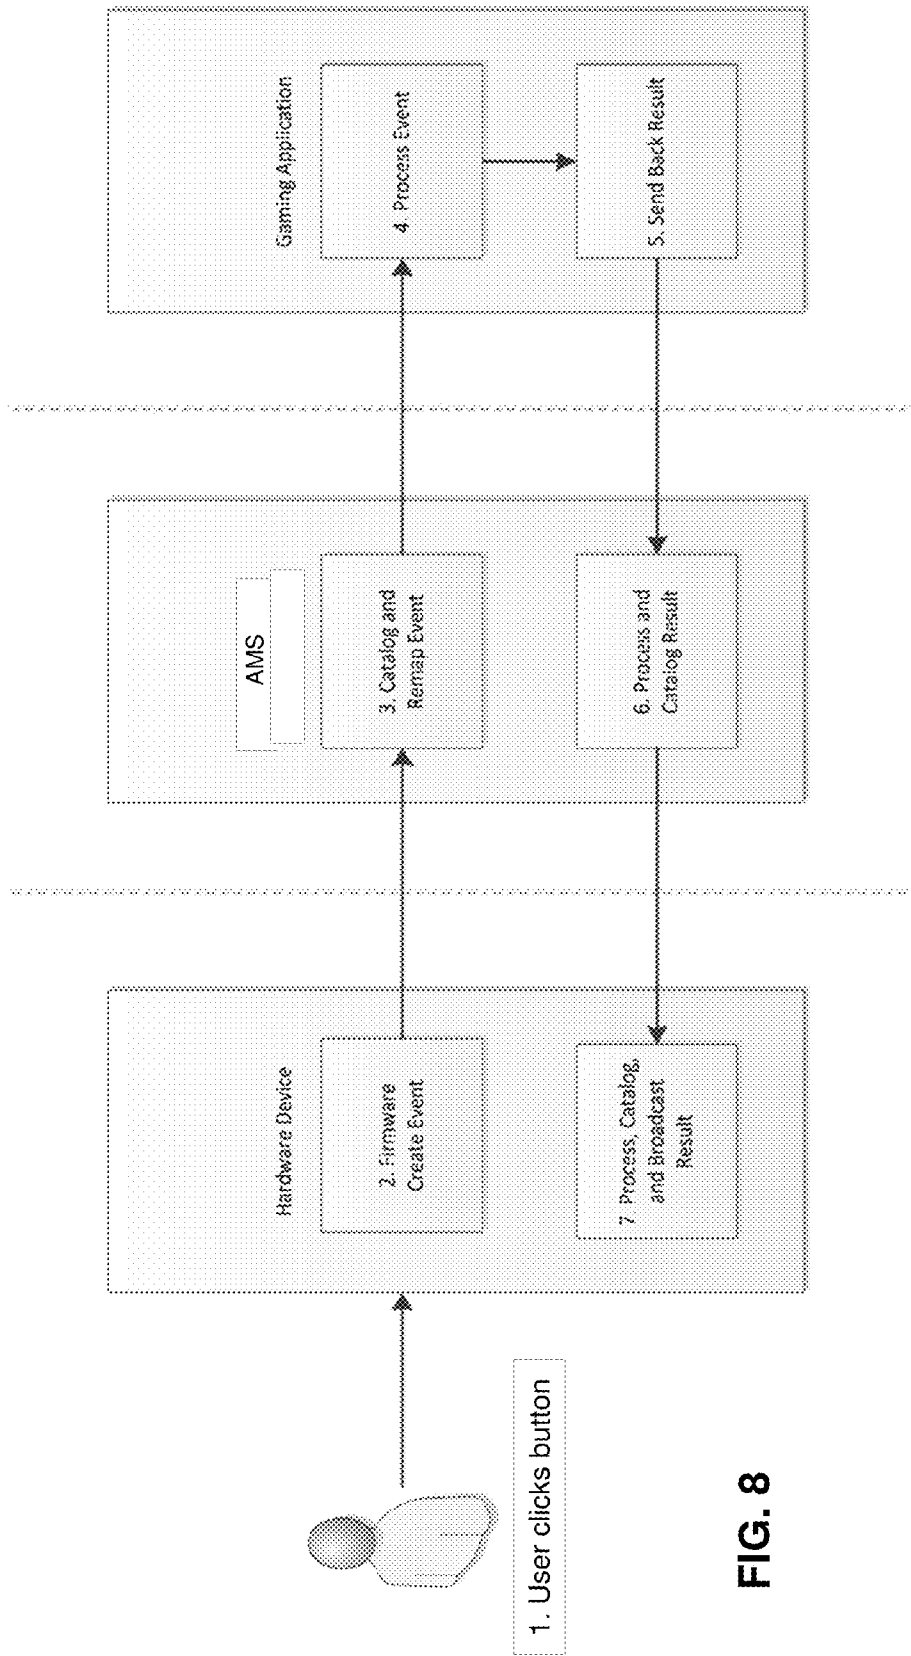 1. User clicks button
Hardware Device
2. Firmware
Create Event
7 Process, Catalog,
and Broadcast
Result
AMS
3. Catalog and
Remap Event
6. Process and
Catalog Result
Gaming Application
4 Process Event
5. Send Back Result
FIG. 8